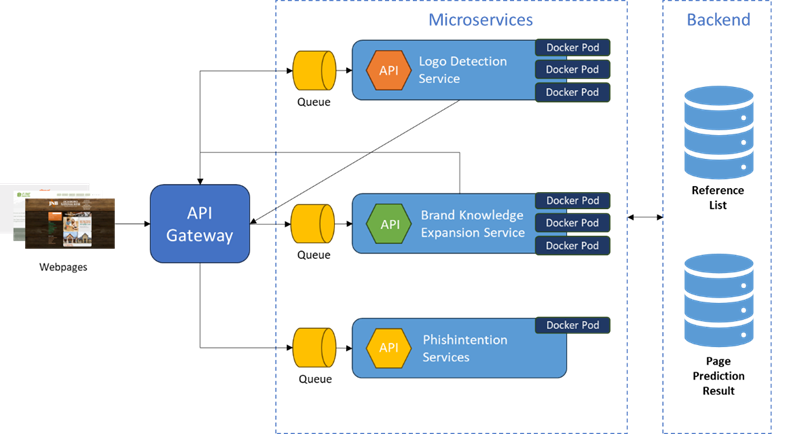 Microservices
Backend
Docker Pod
API
Logo Detection
Service
Docker Pod
Docker Pod
Queue
Reference
List
Docker Pod
API
Gateway
API
Brand Knowledge
Expansion Service
Docker Pod
Docker Pod
Queue
Webpages
Docker Pod
API
Phishintention
Services
Queue
Page
Prediction
Result